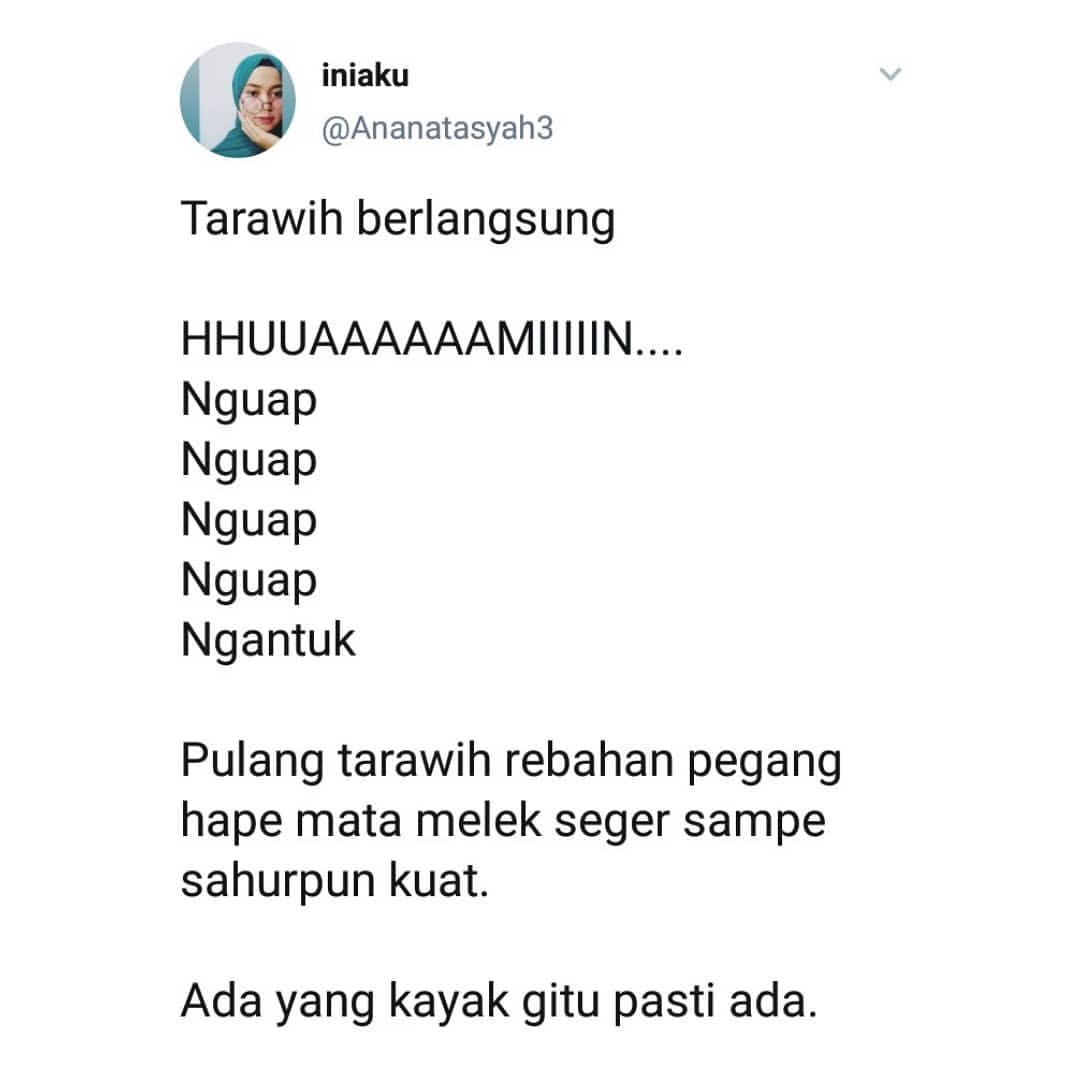 iniaku
@Ananatasyah3
Tarawih berlangsung
HHUUAAAAAAMIIIIIN....
Nguap
Nguap
Nguap
Nguap
Ngantuk
Pulang tarawih rebahan pegang
hape mata melek seger sampe
sahurpun kuat.
Ada yang kayak gitu pasti ada.